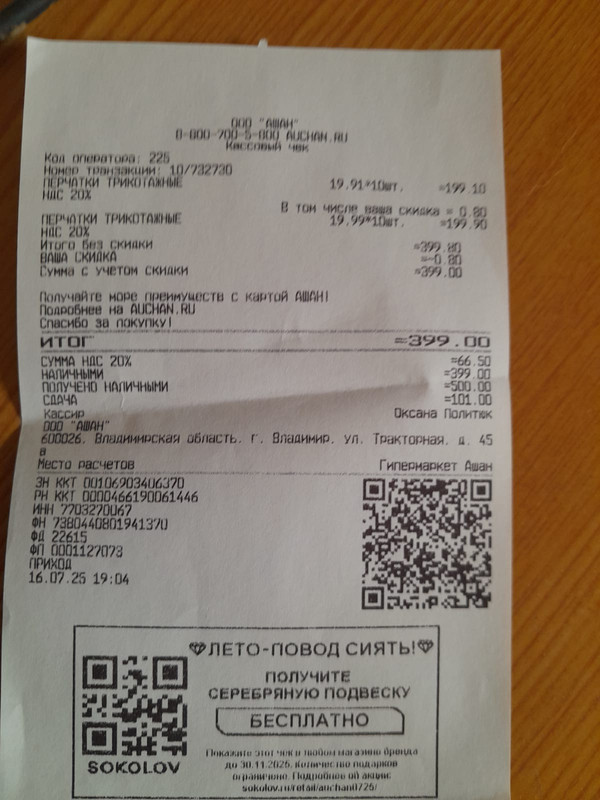 ООО "АШАН"
8-800-700-5-800 AUCHAN.RU
Кассовый чек
Код оператора: 225
Номер транзакции: 10/732730
ПЕРЧАТКИ ТРИКОТАЖНЫЕ 19.91*10шт. =199.10
НДС 20%
В том числе ваша скидка = 0.80
ПЕРЧАТКИ ТРИКОТАЖНЫЕ 19.99*10шт. =199.90
НДС 20%
Итого без скидки =399.80
ВАША СКИДКА =-0.80
Сумма с учетом скидки =399.00
Получайте море преимуществ с картой АШАН!
Подробнее на AUCHAN.RU
Спасибо за покупку!
ИТОГ =399.00
СУММА НДС 20% =66.50
НАЛИЧНЫМИ =399.00
ПОЛУЧЕНО НАЛИЧНЫМИ =500.00
СДАЧА =101.00
Кассир Оксана Политюк
ООО "АШАН"
600026, Владимирская область, г. Владимир, ул. Тракторная, д. 45
в
Место расчетов Гипермаркет Ашан
ЗН ККТ 00106903406370
РН ККТ 0000466190061446
ИНН 7703270067
ФН 7380440801941370
ФД 22615
ФП 0001127073
ПРИХОД
16.07.25 19:04
ЛЕТО-ПОВОД СИЯТЬ!
ПОЛУЧИТЕ
СЕРЕБРЯНУЮ ПОДВЕСКУ
БЕСПЛАТНО
Покажите этот чек в любом магазине бренда
до 30.11.2025. Количество подарков
ограничено. Подробнее об акции:
sokolov.ru/retail/auchan0725/
SOKOLOV